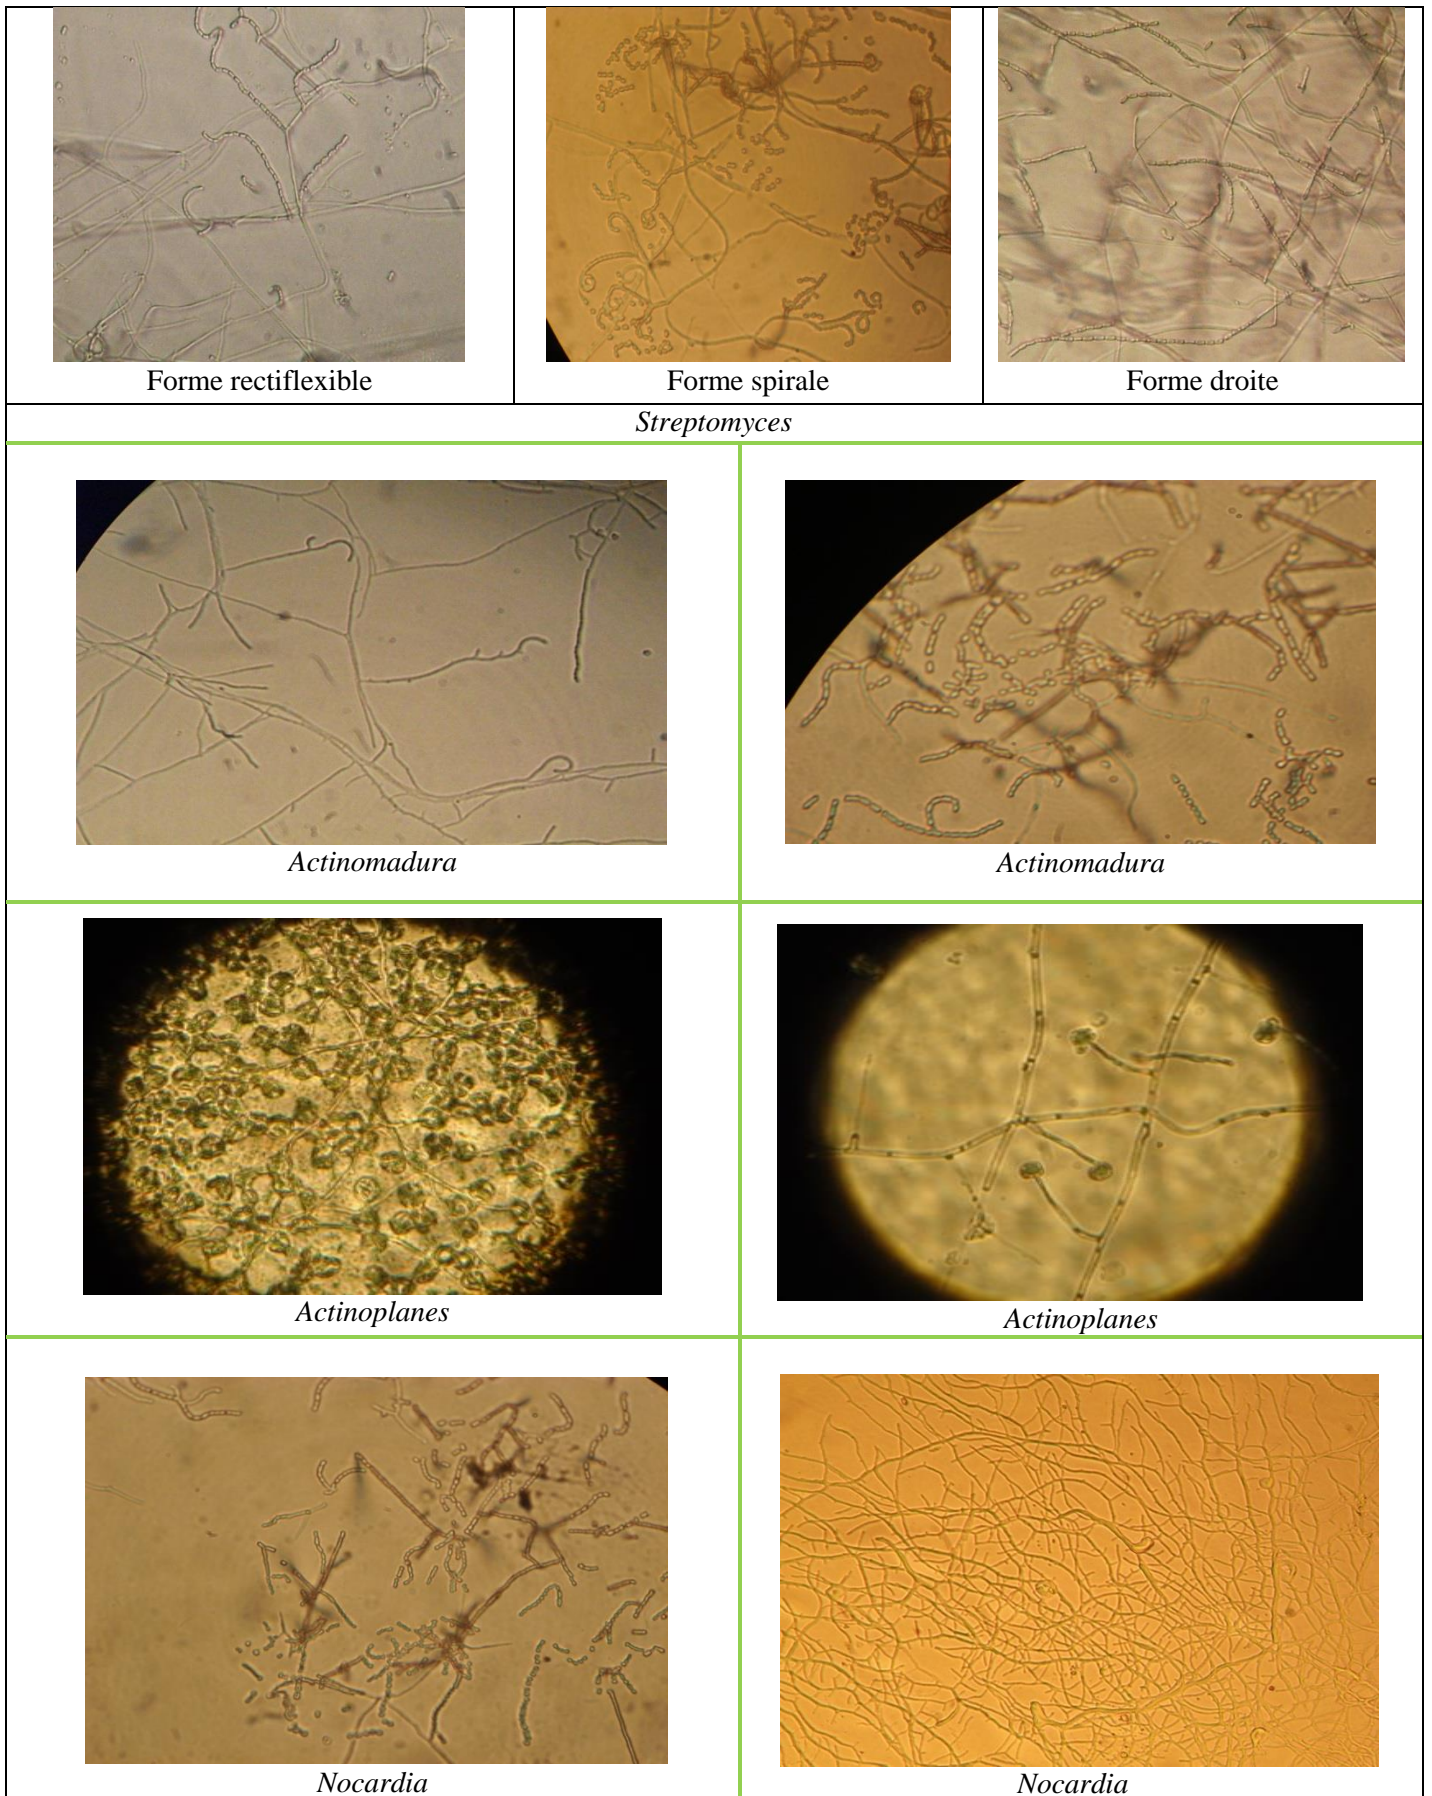 Forme rectiflexible
Forme spirale
Forme droite
Streptomyces
Actinomadura
Actinomadura
Actinoplanes
Actinoplanes
Nocardia
Nocardia